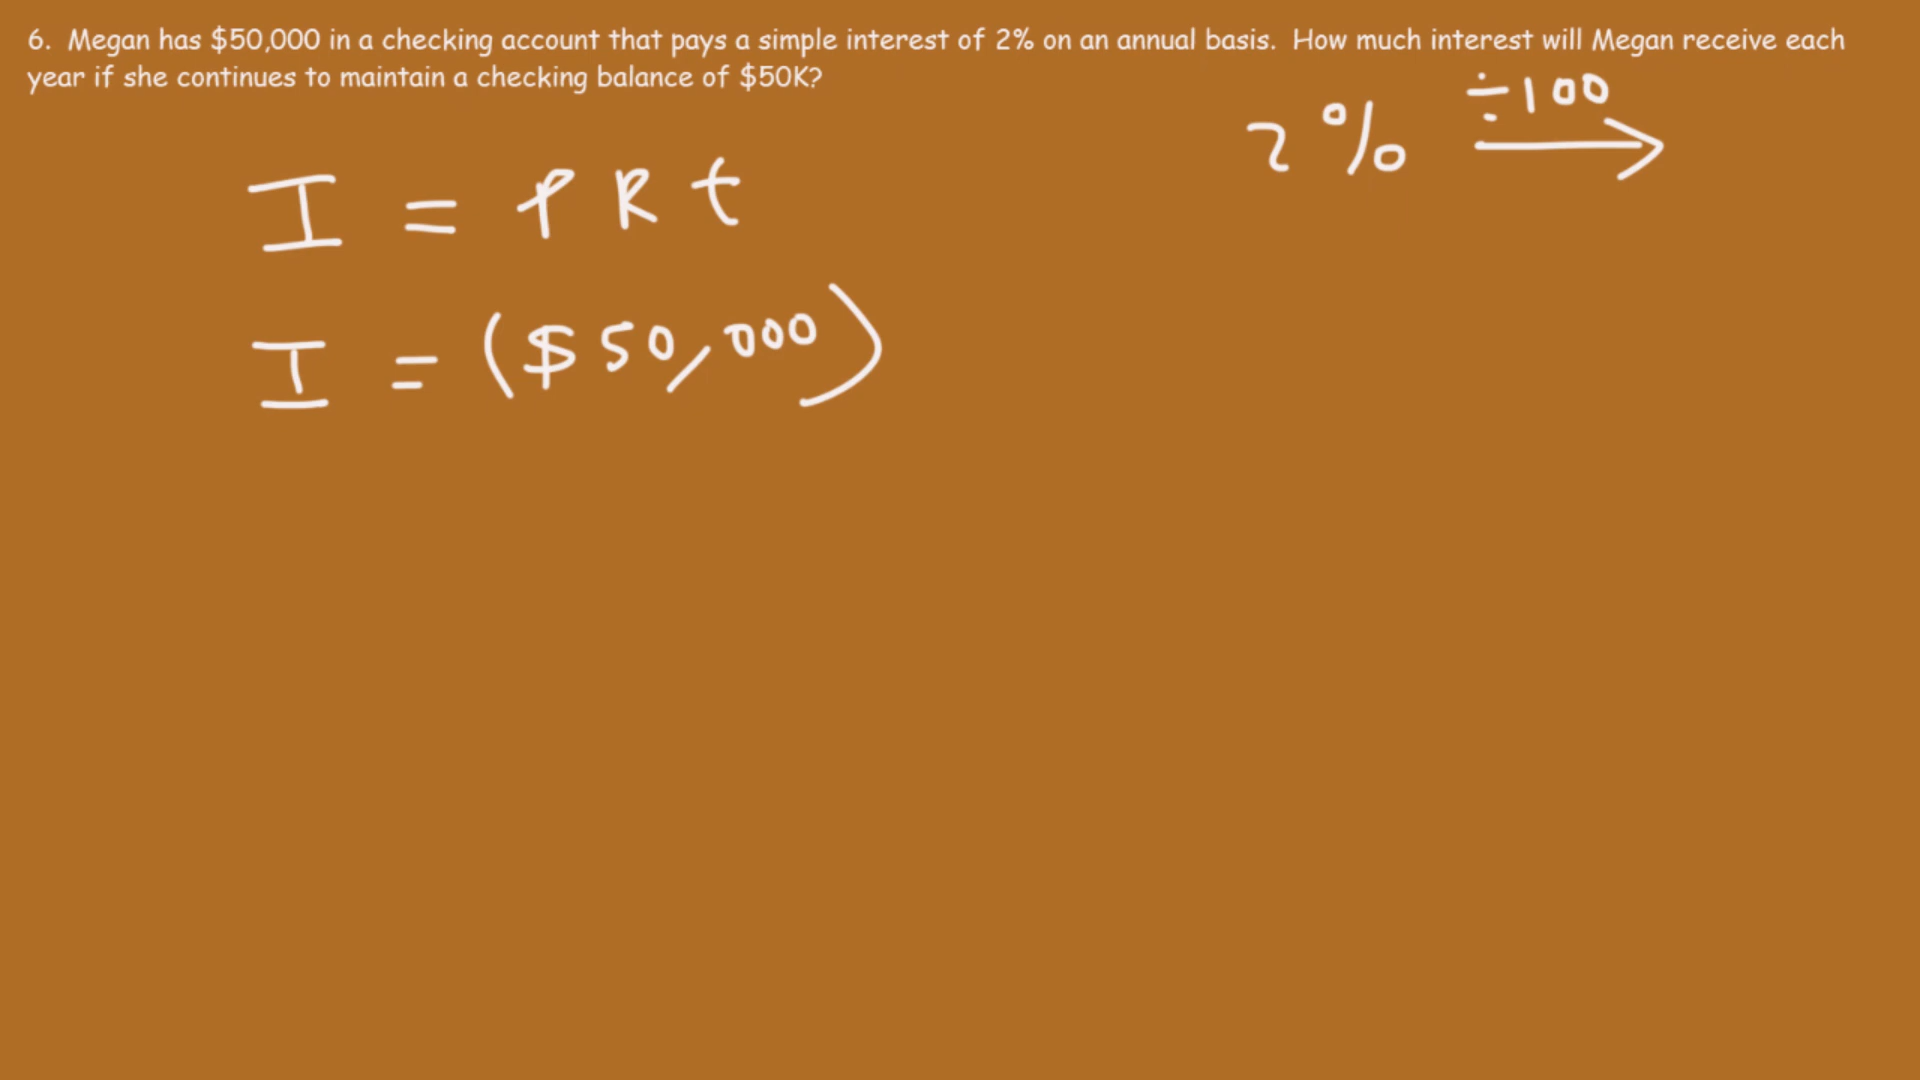 6. Megan has $50,000 in a checking account that pays a simple interest of 2% on an annual basis. How much interest will Megan receive each
year if she continues to maintain a checking balance of $50K?
÷100
2% →
I = PRt
I = ($50,000)